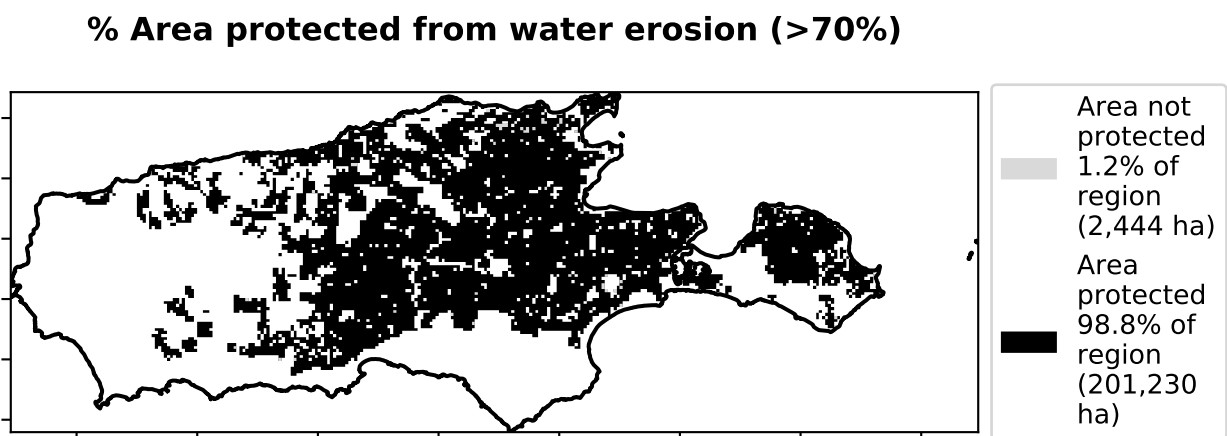 % Area protected from water erosion (>70%)
Area not
protected
1.2% of
region
(2,444 ha)
Area
protected
98.8% of
region
(201,230
ha)